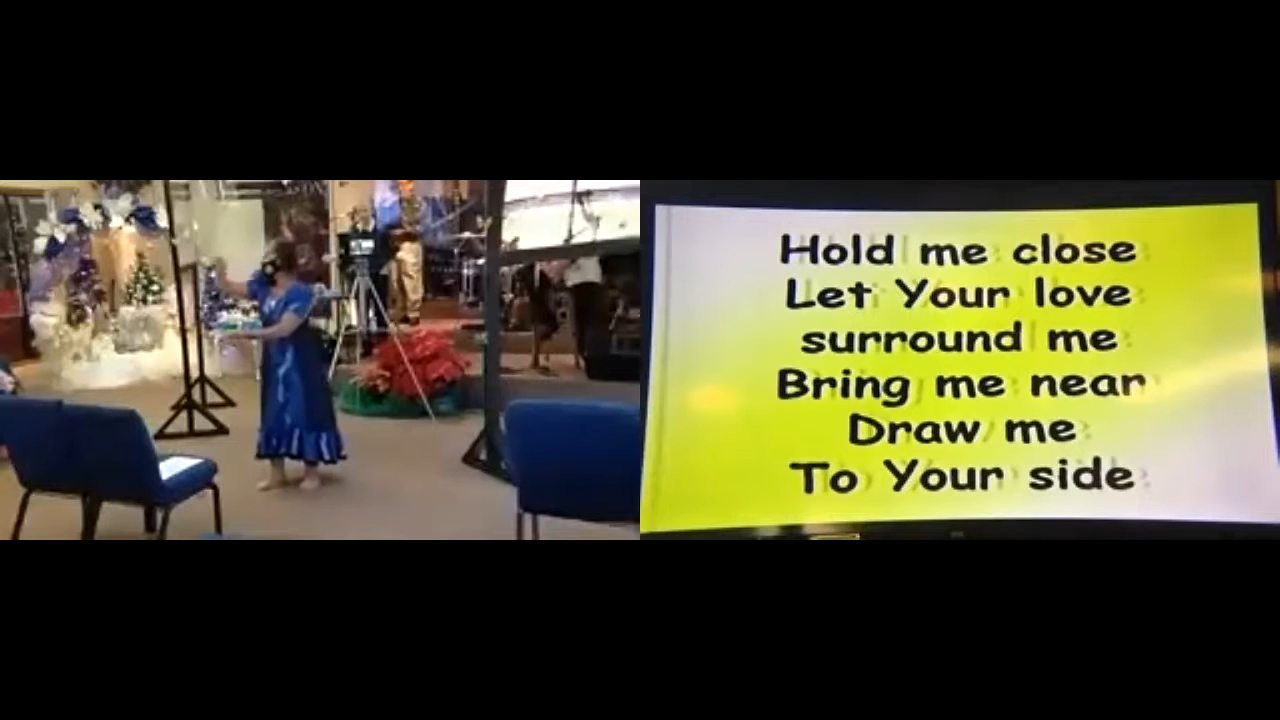 Hold me close
Let Your love
surround me
Bring me near
Draw me
To Your side